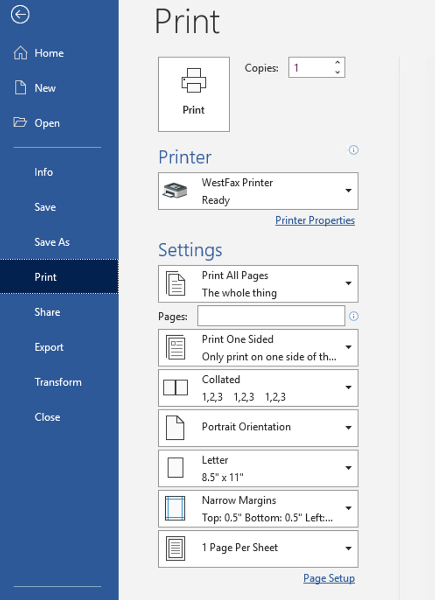 Print
Home
New
Open
Info
Save
Save As
Print
Share
Export
Transform
Close
Print
Copies: 1
Printer
WestFax Printer
Ready
Printer Properties
Settings
Print All Pages
The whole thing
Pages:
Print One Sided
Only print on one side of th...
Collated
1,2,3 1,2,3 1,2,3
Portrait Orientation
Letter
8.5" x 11"
Narrow Margins
Top: 0.5" Bottom: 0.5" Left:...
1 Page Per Sheet
Page Setup